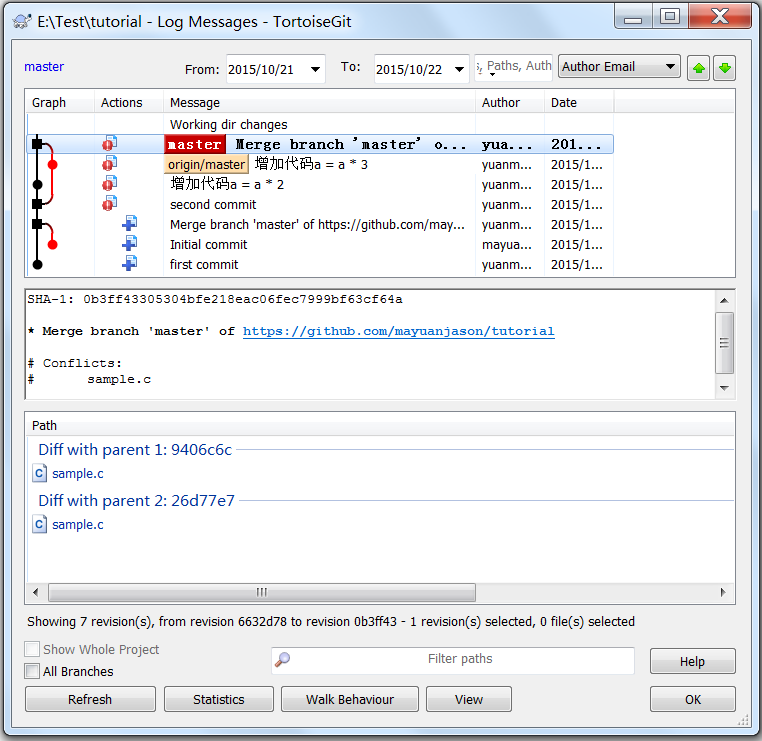 E:\Test\tutorial - Log Messages - TortoiseGit
master From: 2015/10/21 To: 2015/10/22 Paths, Auth Author Email
Graph Actions Message Author Date
Working dir changes
master Merge branch 'master' o... yua... 201...
origin/master 增加代码a = a * 3 yuanm... 2015/1...
增加代码a = a * 2 yuanm... 2015/1...
second commit yuanm... 2015/1...
Merge branch 'master' of https://github.com/may... yuanm... 2015/1...
Initial commit mayua... 2015/1...
first commit yuanm... 2015/1...
SHA-1: 0b3ff43305304bfe218eac06fec7999bf63cf64a
* Merge branch 'master' of https://github.com/mayuanjason/tutorial
# Conflicts:
# sample.c
Path
Diff with parent 1: 9406c6c
C sample.c
Diff with parent 2: 26d77e7
C sample.c
Showing 7 revision(s), from revision 6632d78 to revision 0b3ff43 - 1 revision(s) selected, 0 file(s) selected
Show Whole Project
All Branches
Filter paths
Help
Refresh Statistics Walk Behaviour View OK